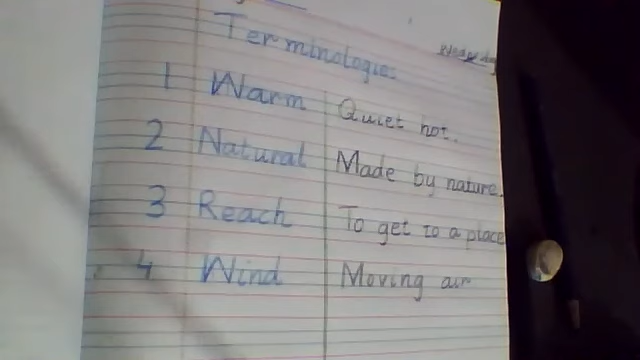 Terminologie
1 Warm Quiet hot.
2 Natural Made by nature.
3 Reach To get to a place
4 Wind Moving air